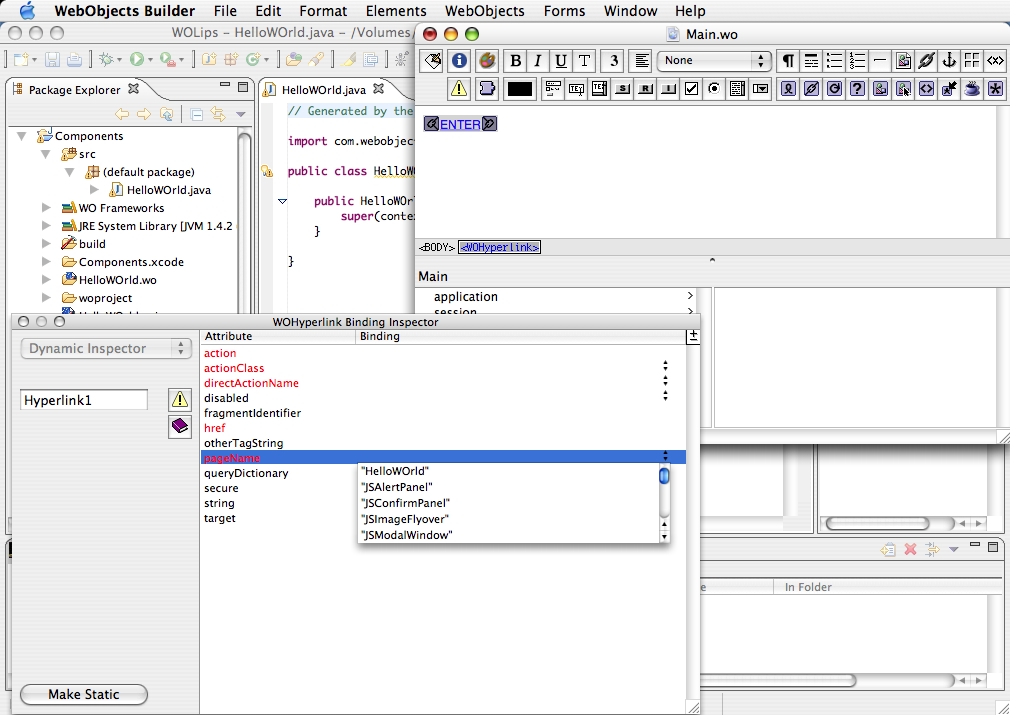 WebObjects Builder File Edit Format Elements WebObjects Forms Window Help
WOLips – HelloWOrld.java – /Volumes/
Main.wo
B I U T 3 None
Package Explorer
HelloWOrld.java
Components
src
(default package)
HelloWOrld.java
WO Frameworks
JRE System Library [JVM 1.4.2
build
Components.xcode
HelloWOrld.wo
woproject
// Generated by the
import com.webobjec
public class HelloWO
public HelloWOr
super(conte
}
}
ENTER
<BODY> <WOHyperlink>
Main
application
session
WOHyperlink Binding Inspector
Dynamic Inspector
Hyperlink1
Make Static
Attribute Binding
action
actionClass
directActionName
disabled
fragmentIdentifier
href
otherTagString
pageName
queryDictionary
secure
string
target
"HelloWOrld"
"JSAlertPanel"
"JSConfirmPanel"
"JSImageFlyover"
"JSModalWindow"
In Folder